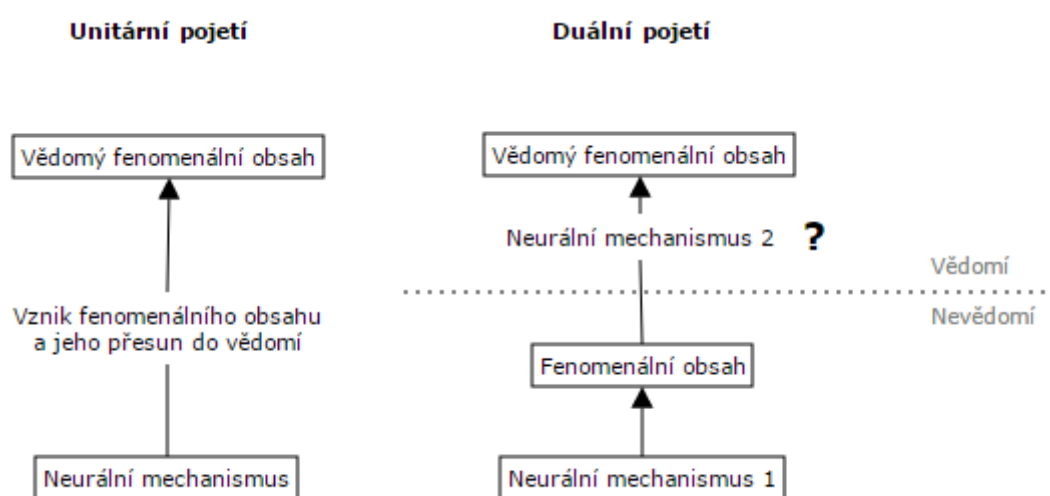 Unitární pojetí
Duální pojetí
Vědomý fenomenální obsah
Vědomý fenomenální obsah
Neurální mechanismus 2 ?
Vědomí
Nevědomí
Vznik fenomenálního obsahu
a jeho přesun do vědomí
Fenomenální obsah
Neurální mechanismus
Neurální mechanismus 1